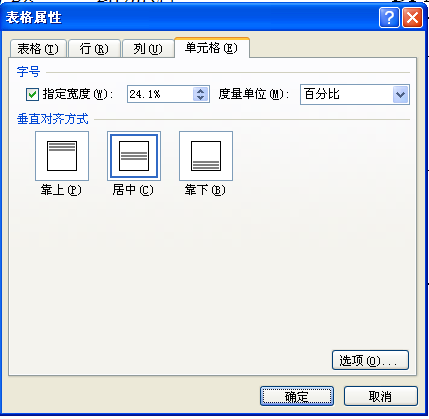 表格属性
表格(T) 行(R) 列(U) 单元格(E)
字号
指定宽度(W): 24.1% 度量单位(M): 百分比
垂直对齐方式
靠上(P) 居中(C) 靠下(B)
选项(O)...
确定 取消